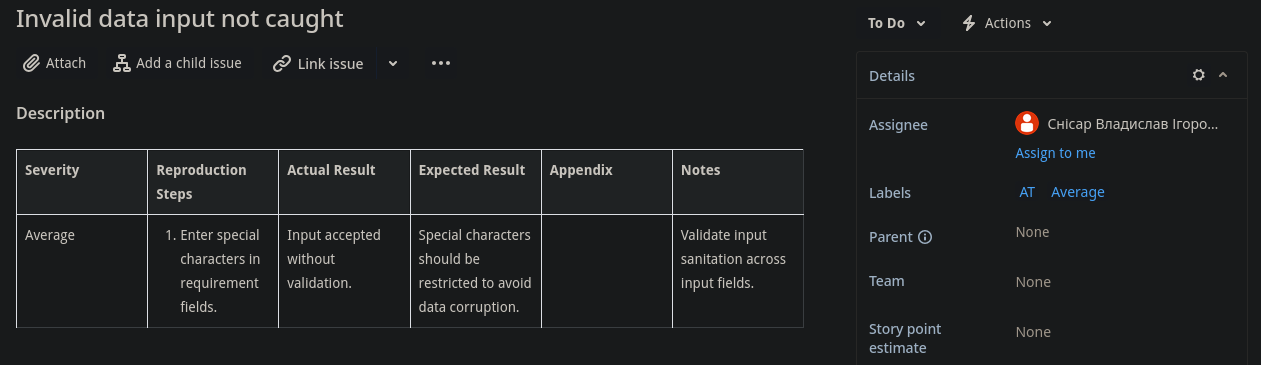 Invalid data input not caught
Attach
Add a child issue
Link issue
Description
Severity
Reproduction
Steps
Actual Result
Expected Result
Appendix
Notes
Average
1. Enter special
characters in
requirement
fields.
Input accepted
without
validation.
Special characters
should be
restricted to avoid
data corruption.
Validate input
sanitation across
input fields.
To Do
Actions
Details
Assignee
Снісар Владислав Ігоро...
Assign to me
Labels
AT Average
Parent
None
Team
None
Story point
estimate
None